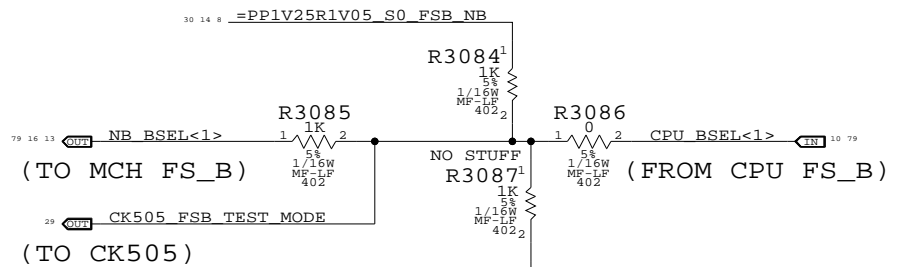 30 14 8 =PP1V25R1V05_S0_FSB_NB
R3084 1
1K
5%
1/16W
MF-LF
402 2
R3085
1K
1 2
5%
1/16W
MF-LF
402
R3086
0
1 2
5%
1/16W
MF-LF
402
79 16 13 OUT NB_BSEL<1>
CPU_BSEL<1> IN 10 79
(TO MCH FS_B)
(FROM CPU FS_B)
NO STUFF
R3087 1
1K
5%
1/16W
MF-LF
402 2
29 OUT CK505_FSB_TEST_MODE
(TO CK505)